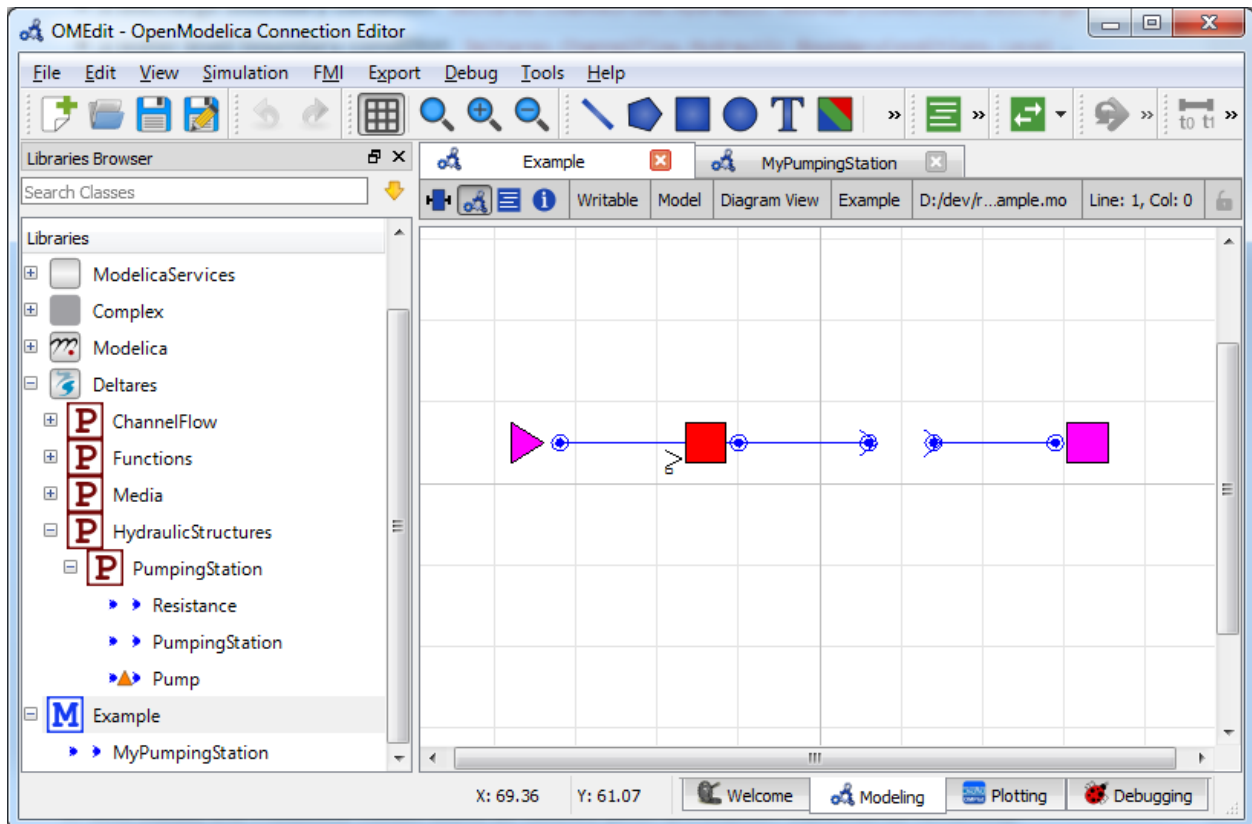 OMEdit - OpenModelica Connection Editor
File Edit View Simulation FMI Export Debug Tools Help
T » » » to t1 »
Libraries Browser
Example MyPumpingStation
Search Classes
Writable Model Diagram View Example D:/dev/r...ample.mo Line: 1, Col: 0
Libraries
ModelicaServices
Complex
Modelica
Deltares
P ChannelFlow
P Functions
P Media
P HydraulicStructures
P PumpingStation
Resistance
PumpingStation
Pump
M Example
MyPumpingStation
X: 69.36 Y: 61.07 Welcome Modeling Plotting Debugging